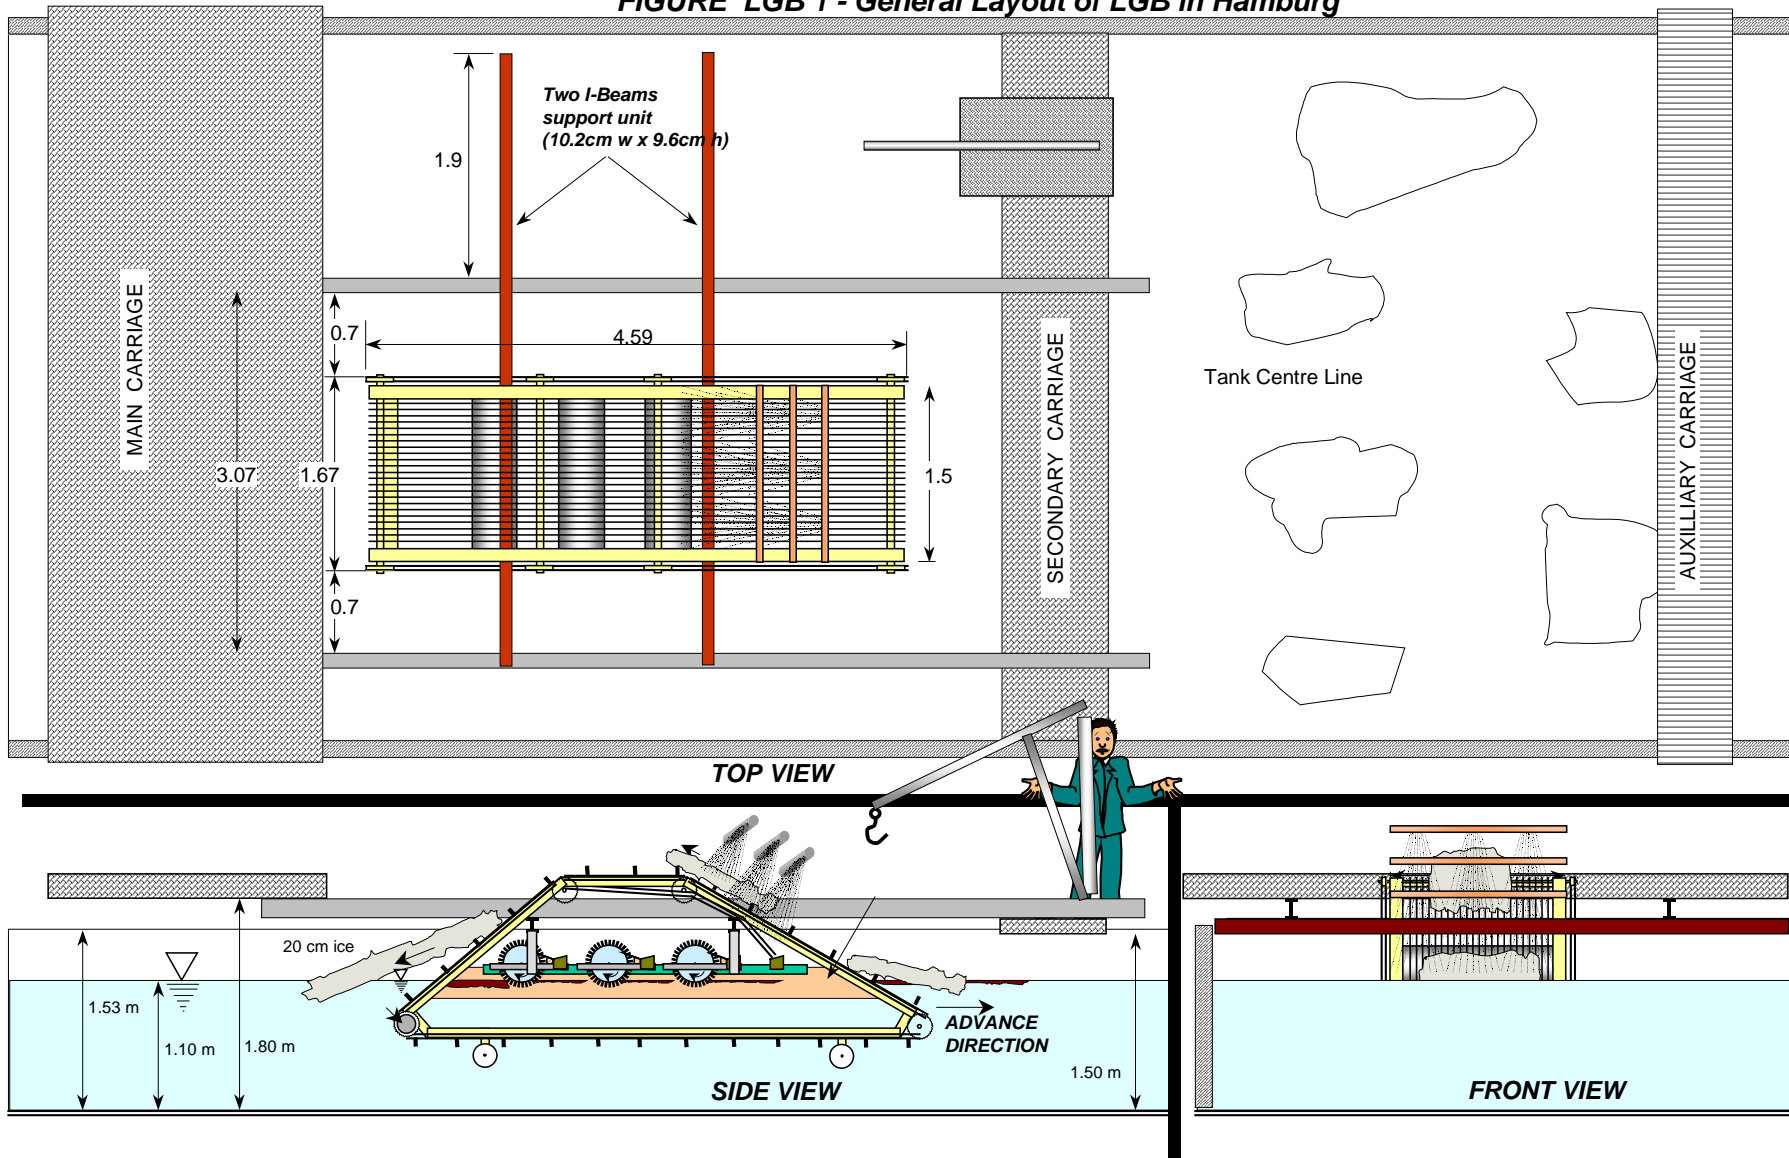 FIGURE LGB 1 - General Layout of LGB in Hamburg
Two I-Beams
support unit
(10.2cm w x 9.6cm h)
1.9
MAIN CARRIAGE
0.7
4.59
3.07
1.67
1.5
0.7
SECONDARY CARRIAGE
Tank Centre Line
AUXILLIARY CARRIAGE
TOP VIEW
20 cm ice
1.53 m
1.10 m
1.80 m
ADVANCE
DIRECTION
1.50 m
SIDE VIEW
FRONT VIEW